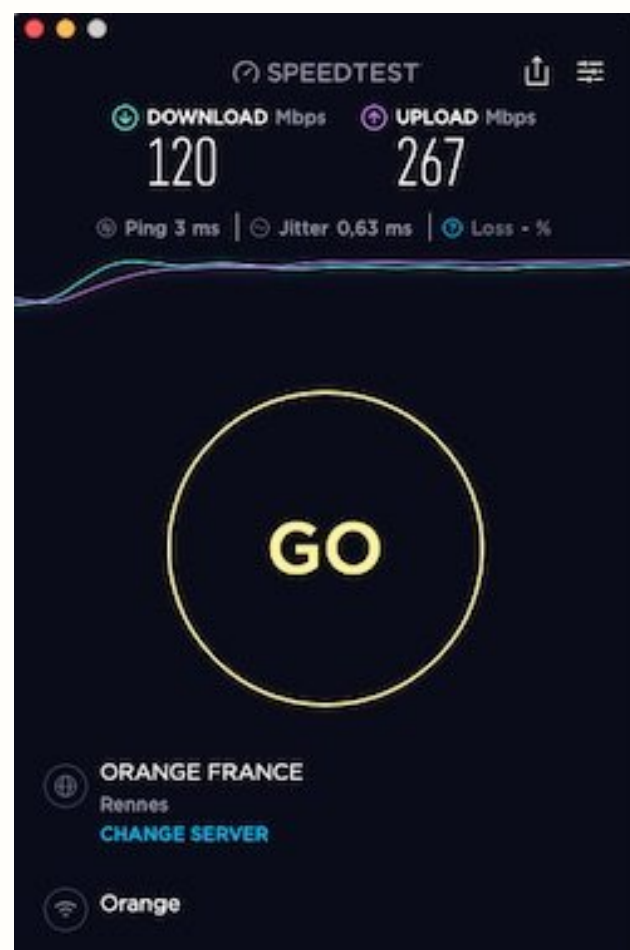 SPEEDTEST
DOWNLOAD Mbps UPLOAD Mbps
120 267
Ping 3 ms Jitter 0,63 ms Loss - %
GO
ORANGE FRANCE
Rennes
CHANGE SERVER
Orange